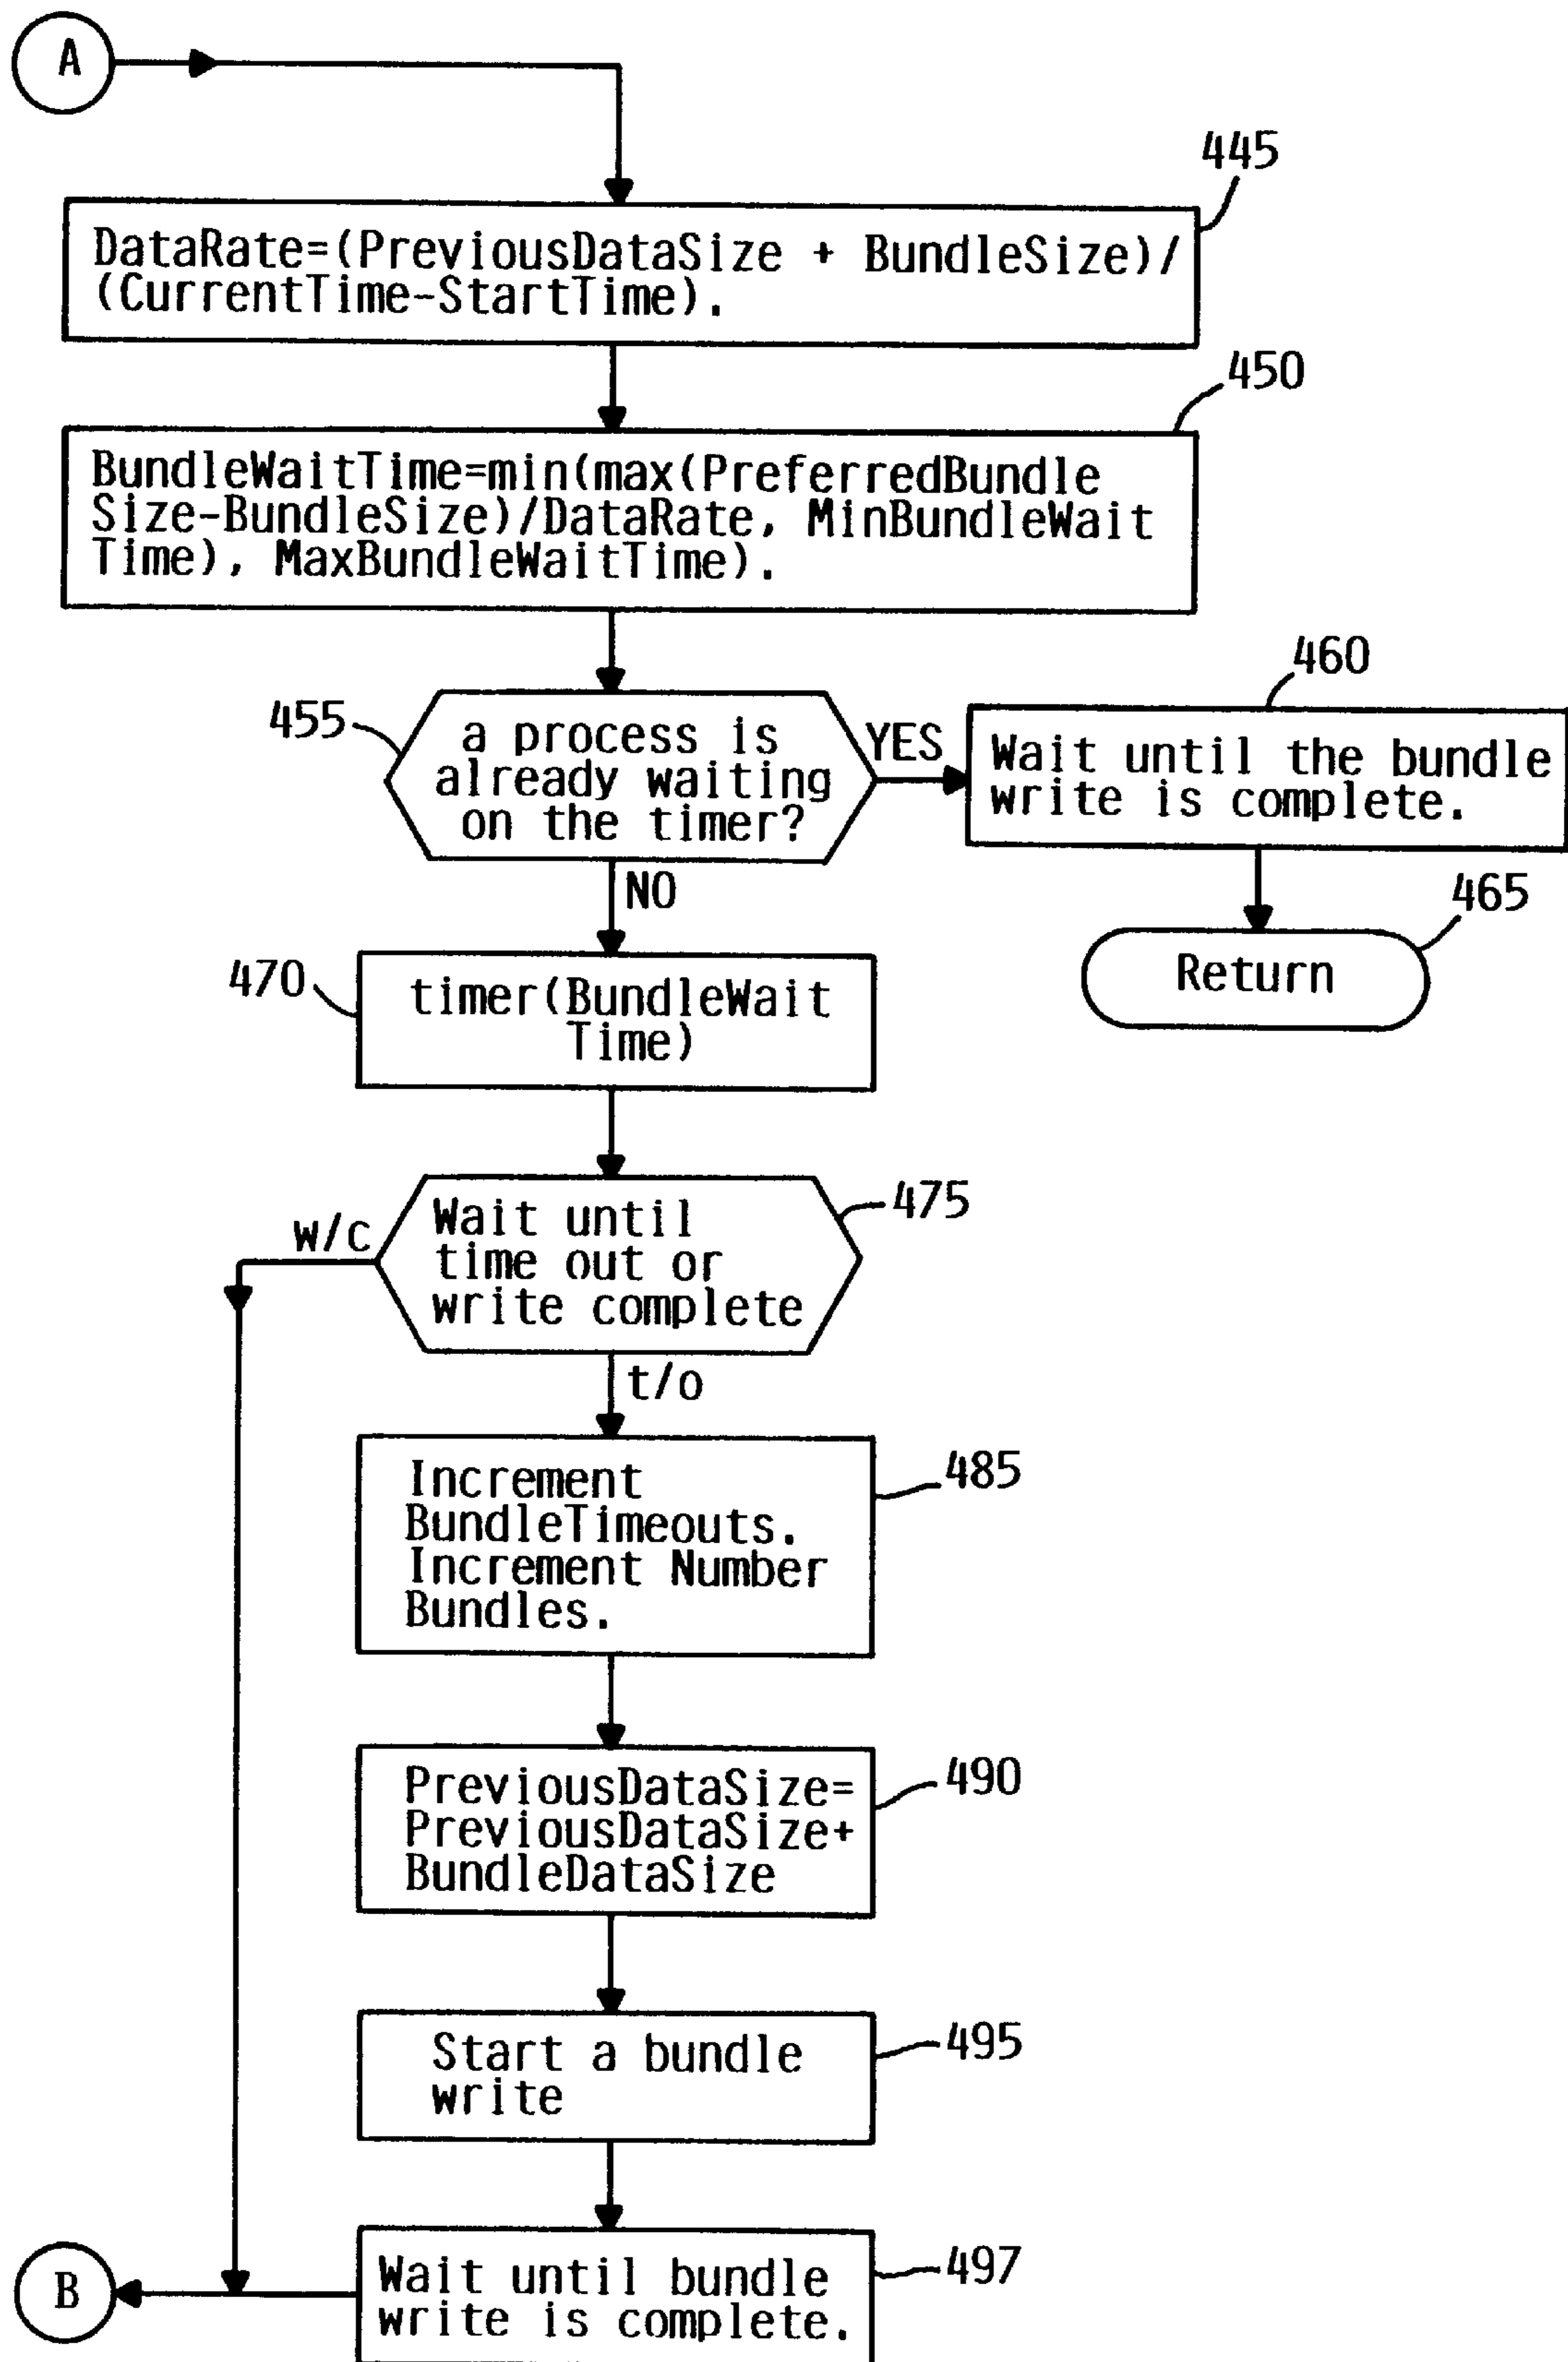 A
445
DataRate=(PreviousDataSize + BundleSize)/
(CurrentTime-StartTime).
450
BundleWaitTime=min(max(PreferredBundle
Size-BundleSize)/DataRate, MinBundleWait
Time), MaxBundleWaitTime).
455
a process is
already waiting
on the timer?
YES
460
Wait until the bundle
write is complete.
NO
465
Return
470
timer(BundleWait
Time)
475
Wait until
time out or
write complete
w/c
t/o
485
Increment
BundleTimeouts.
Increment Number
Bundles.
490
PreviousDataSize=
PreviousDataSize+
BundleDataSize
495
Start a bundle
write
497
Wait until bundle
write is complete.
B